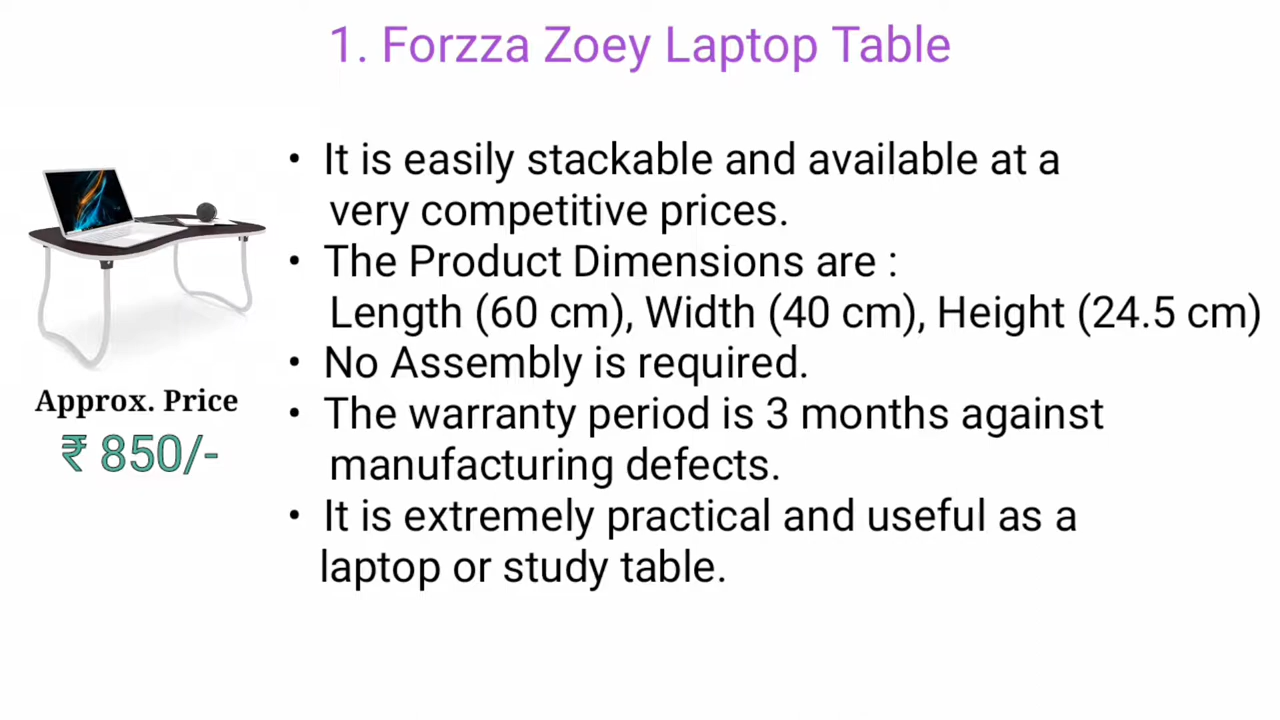 1. Forzza Zoey Laptop Table
• It is easily stackable and available at a
very competitive prices.
• The Product Dimensions are :
Length (60 cm), Width (40 cm), Height (24.5 cm)
• No Assembly is required.
• The warranty period is 3 months against
manufacturing defects.
• It is extremely practical and useful as a
laptop or study table.
Approx. Price
₹ 850/-